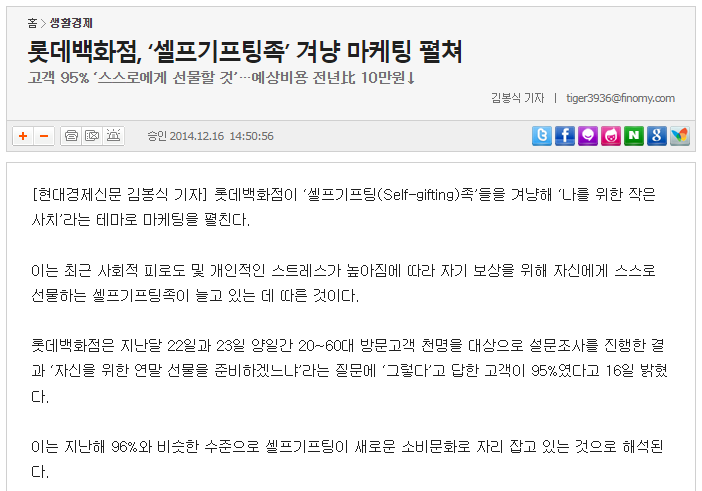 홈 > 생활경제
롯데백화점, ‘셀프기프팅족’ 겨냥 마케팅 펼쳐
고객 95% ‘스스로에게 선물할 것’…예상비용 전년比 10만원↓
김봉식 기자 | tiger3936@finomy.com
승인 2014.12.16 14:50:56
[현대경제신문 김봉식 기자] 롯데백화점이 ‘셀프기프팅(Self-gifting)족’들을 겨냥해 ‘나를 위한 작은
사치’라는 테마로 마케팅을 펼친다.
이는 최근 사회적 피로도 및 개인적인 스트레스가 높아짐에 따라 자기 보상을 위해 자신에게 스스로
선물하는 셀프기프팅족이 늘고 있는 데 따른 것이다.
롯데백화점은 지난달 22일과 23일 양일간 20~60대 방문고객 천명을 대상으로 설문조사를 진행한 결
과 ‘자신을 위한 연말 선물을 준비하겠느냐’라는 질문에 ‘그렇다’고 답한 고객이 95%였다고 16일 밝혔
다.
이는 지난해 96%와 비슷한 수준으로 셀프기프팅이 새로운 소비문화로 자리 잡고 있는 것으로 해석된
다.